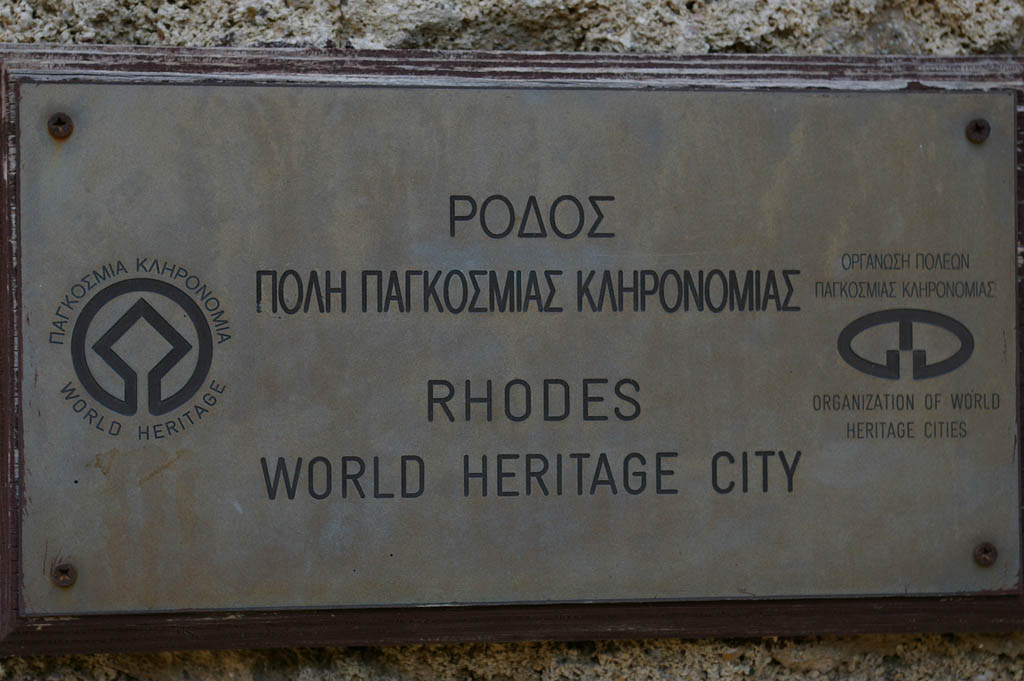 ΡΟΔΟΣ
ΠΟΛΗ ΠΑΓΚΟΣΜΙΑΣ ΚΛΗΡΟΝΟΜΙΑΣ
RHODES
WORLD HERITAGE CITY
ΠΑΓΚΟΣΜΙΑ ΚΛΗΡΟΝΟΜΙΑ
WORLD HERITAGE
ΟΡΓΑΝΩΣΗ ΠΟΛΕΩΝ
ΠΑΓΚΟΣΜΙΑΣ ΚΛΗΡΟΝΟΜΙΑΣ
ORGANIZATION OF WORLD
HERITAGE CITIES